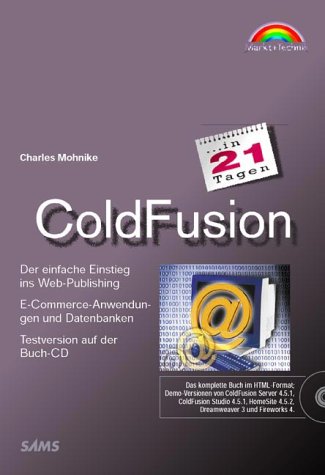 Markt+Technik
Charles Mohnike
...in
21
Tagen
ColdFusion
Der einfache Einstieg
ins Web-Publishing
E-Commerce-Anwendun-
gen und Datenbanken
Testversion auf der
Buch-CD
Das komplette Buch im HTML-Format;
Demo-Versionen von ColdFusion Server 4.5.1,
ColdFusion Studio 4.5.1, HomeSite 4.5.2,
Dreamweaver 3 und Fireworks 4.
SAMS